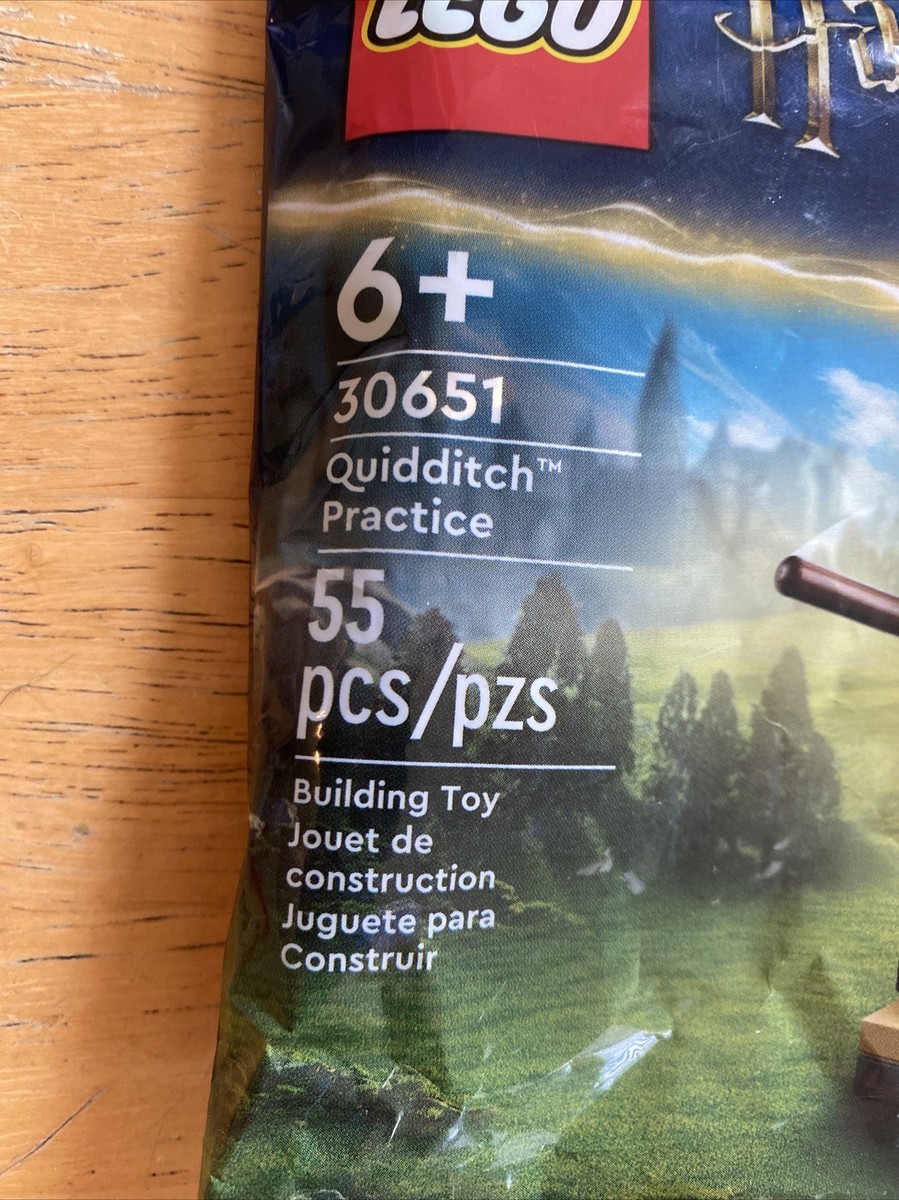 LEGO
6+
30651
Quidditch™
Practice
55
pcs/pzs
Building Toy
Jouet de
construction
Juguete para
Construir